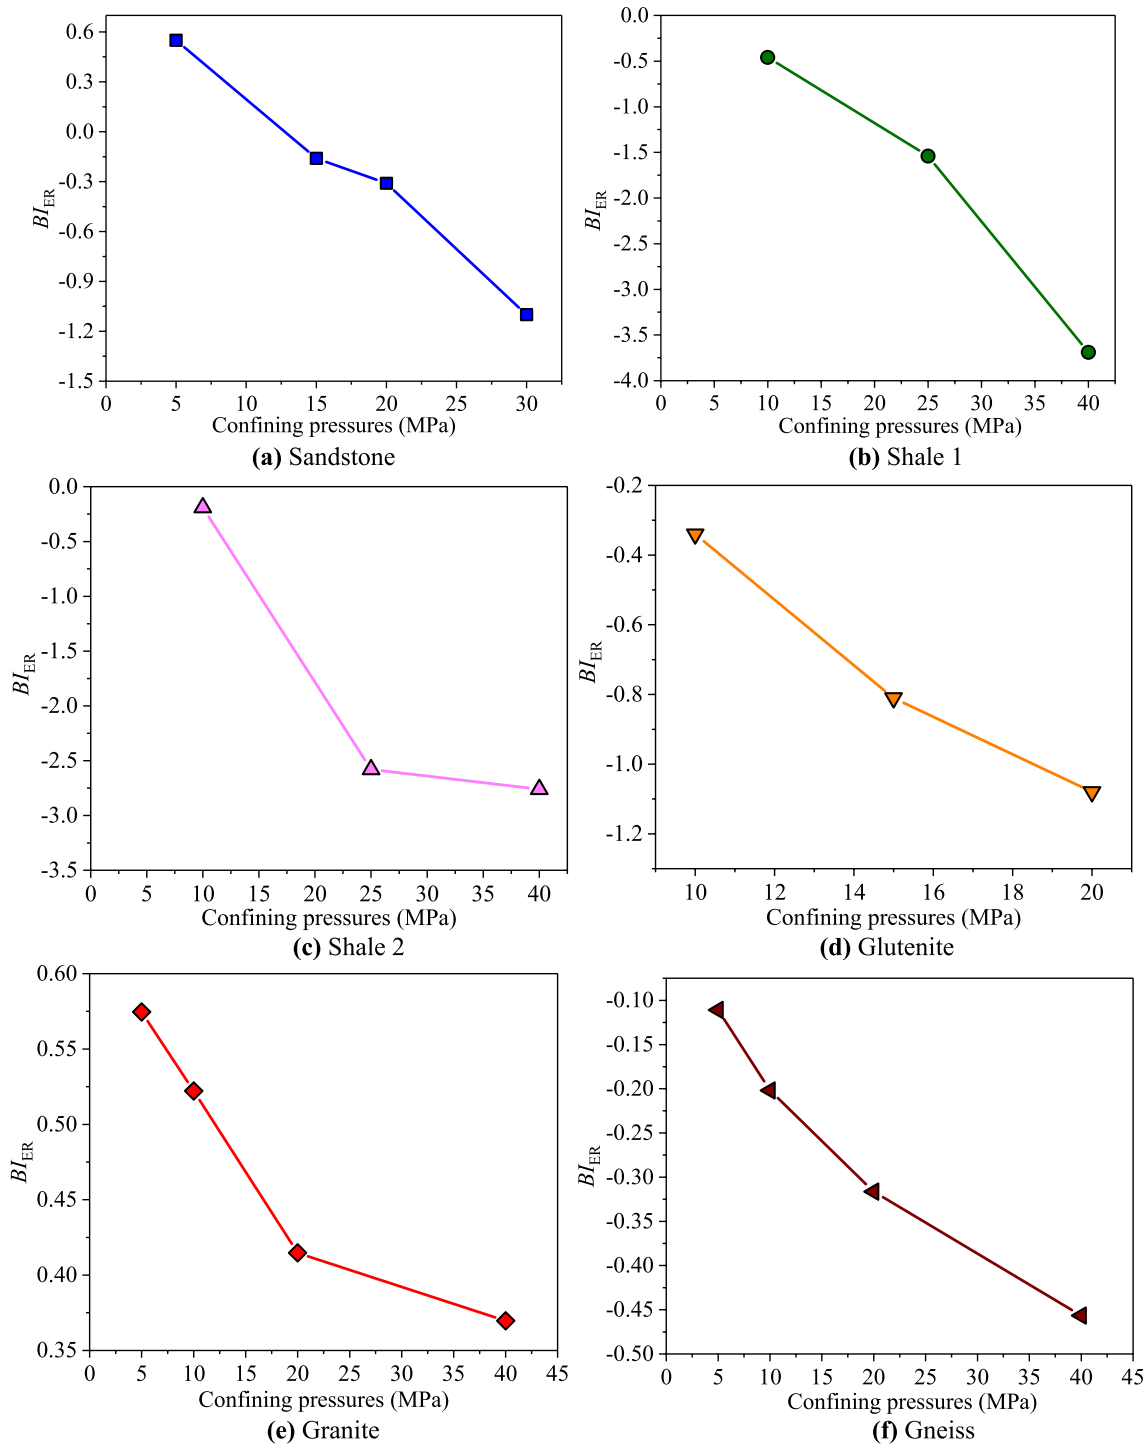 0.6
0.3
0.0
-0.3
-0.6
-0.9
-1.2
-1.5
BI_ER
0 5 10 15 20 25 30
Confining pressures (MPa)
(a) Sandstone
0.0
-0.5
-1.0
-1.5
-2.0
-2.5
-3.0
-3.5
-4.0
BI_ER
0 5 10 15 20 25 30 35 40
Confining pressures (MPa)
(b) Shale 1
0.0
-0.5
-1.0
-1.5
-2.0
-2.5
-3.0
-3.5
BI_ER
0 5 10 15 20 25 30 35 40
Confining pressures (MPa)
(c) Shale 2
-0.2
-0.4
-0.6
-0.8
-1.0
-1.2
BI_ER
10 12 14 16 18 20
Confining pressures (MPa)
(d) Glutenite
0.60
0.55
0.50
0.45
0.40
0.35
BI_ER
0 5 10 15 20 25 30 35 40 45
Confining pressures (MPa)
(e) Granite
-0.10
-0.15
-0.20
-0.25
-0.30
-0.35
-0.40
-0.45
-0.50
BI_ER
0 5 10 15 20 25 30 35 40 45
Confining pressures (MPa)
(f) Gneiss